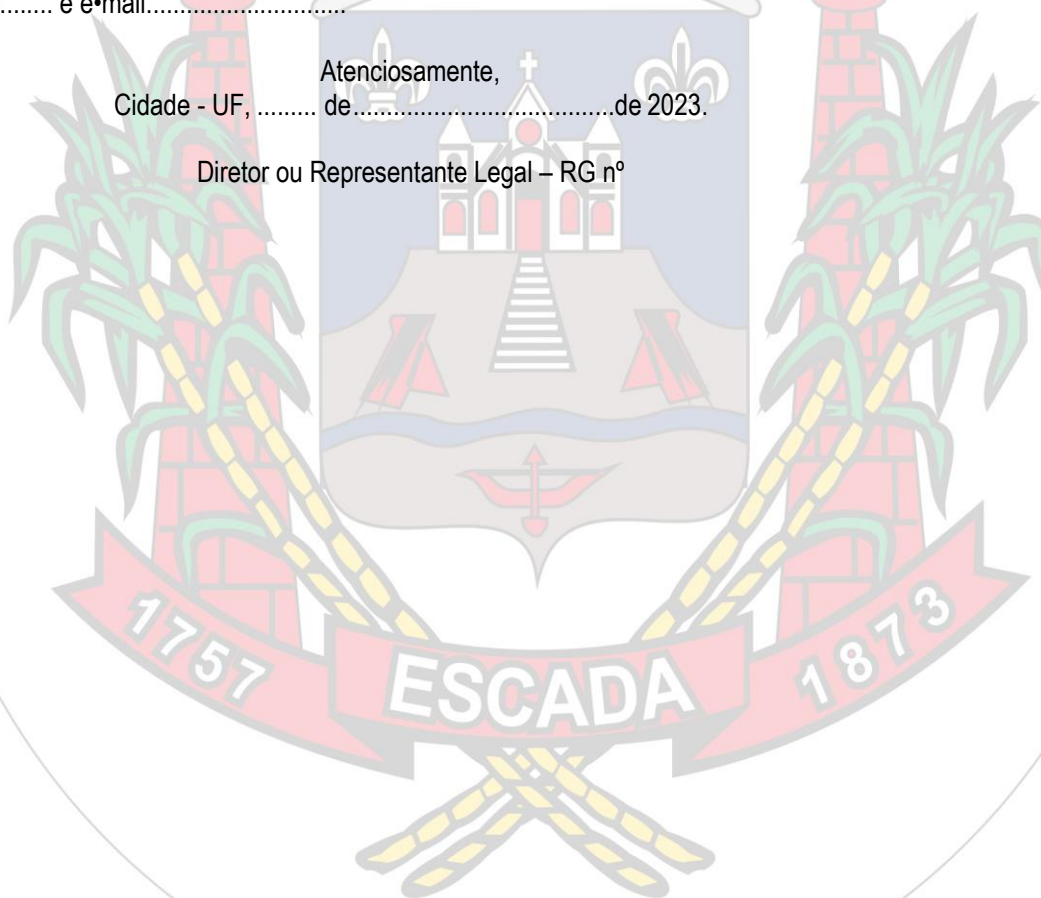 ......... e e•mail..............................
Atenciosamente,
Cidade - UF, ......... de.......................................de 2023.
Diretor ou Representante Legal – RG nº
1757
ESCADA
1873